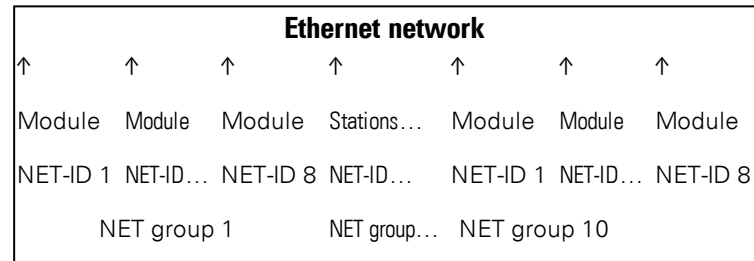 Ethernet network
↑ ↑ ↑ ↑ ↑ ↑ ↑
Module Module Module Stations… Module Module Module
NET-ID 1 NET-ID… NET-ID 8 NET-ID… NET-ID 1 NET-ID… NET-ID 8
NET group 1 NET group… NET group 10